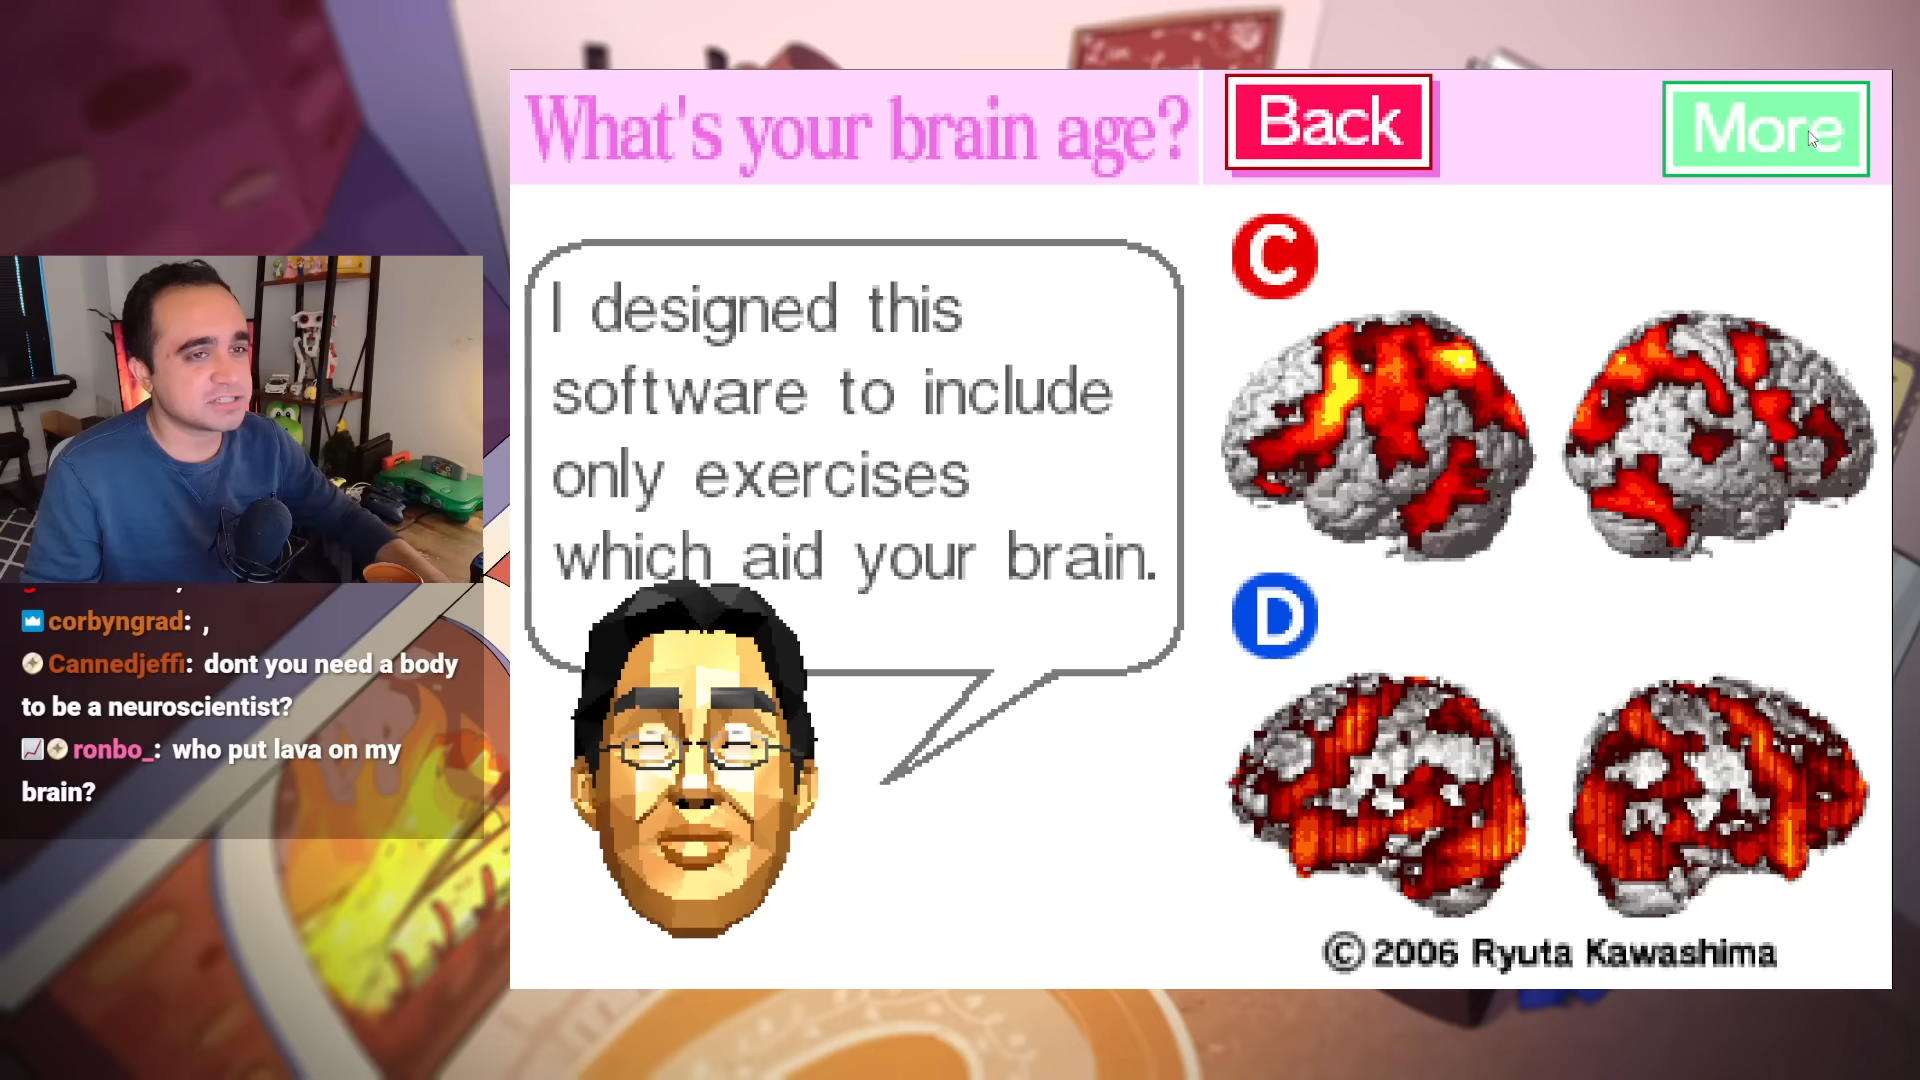 What's your brain age?
Back
More
I designed this
software to include
only exercises
which aid your brain.
C
D
© 2006 Ryuta Kawashima
corbyngrad: ,
Cannedjeffi: dont you need a body
to be a neuroscientist?
ronbo_: who put lava on my
brain?